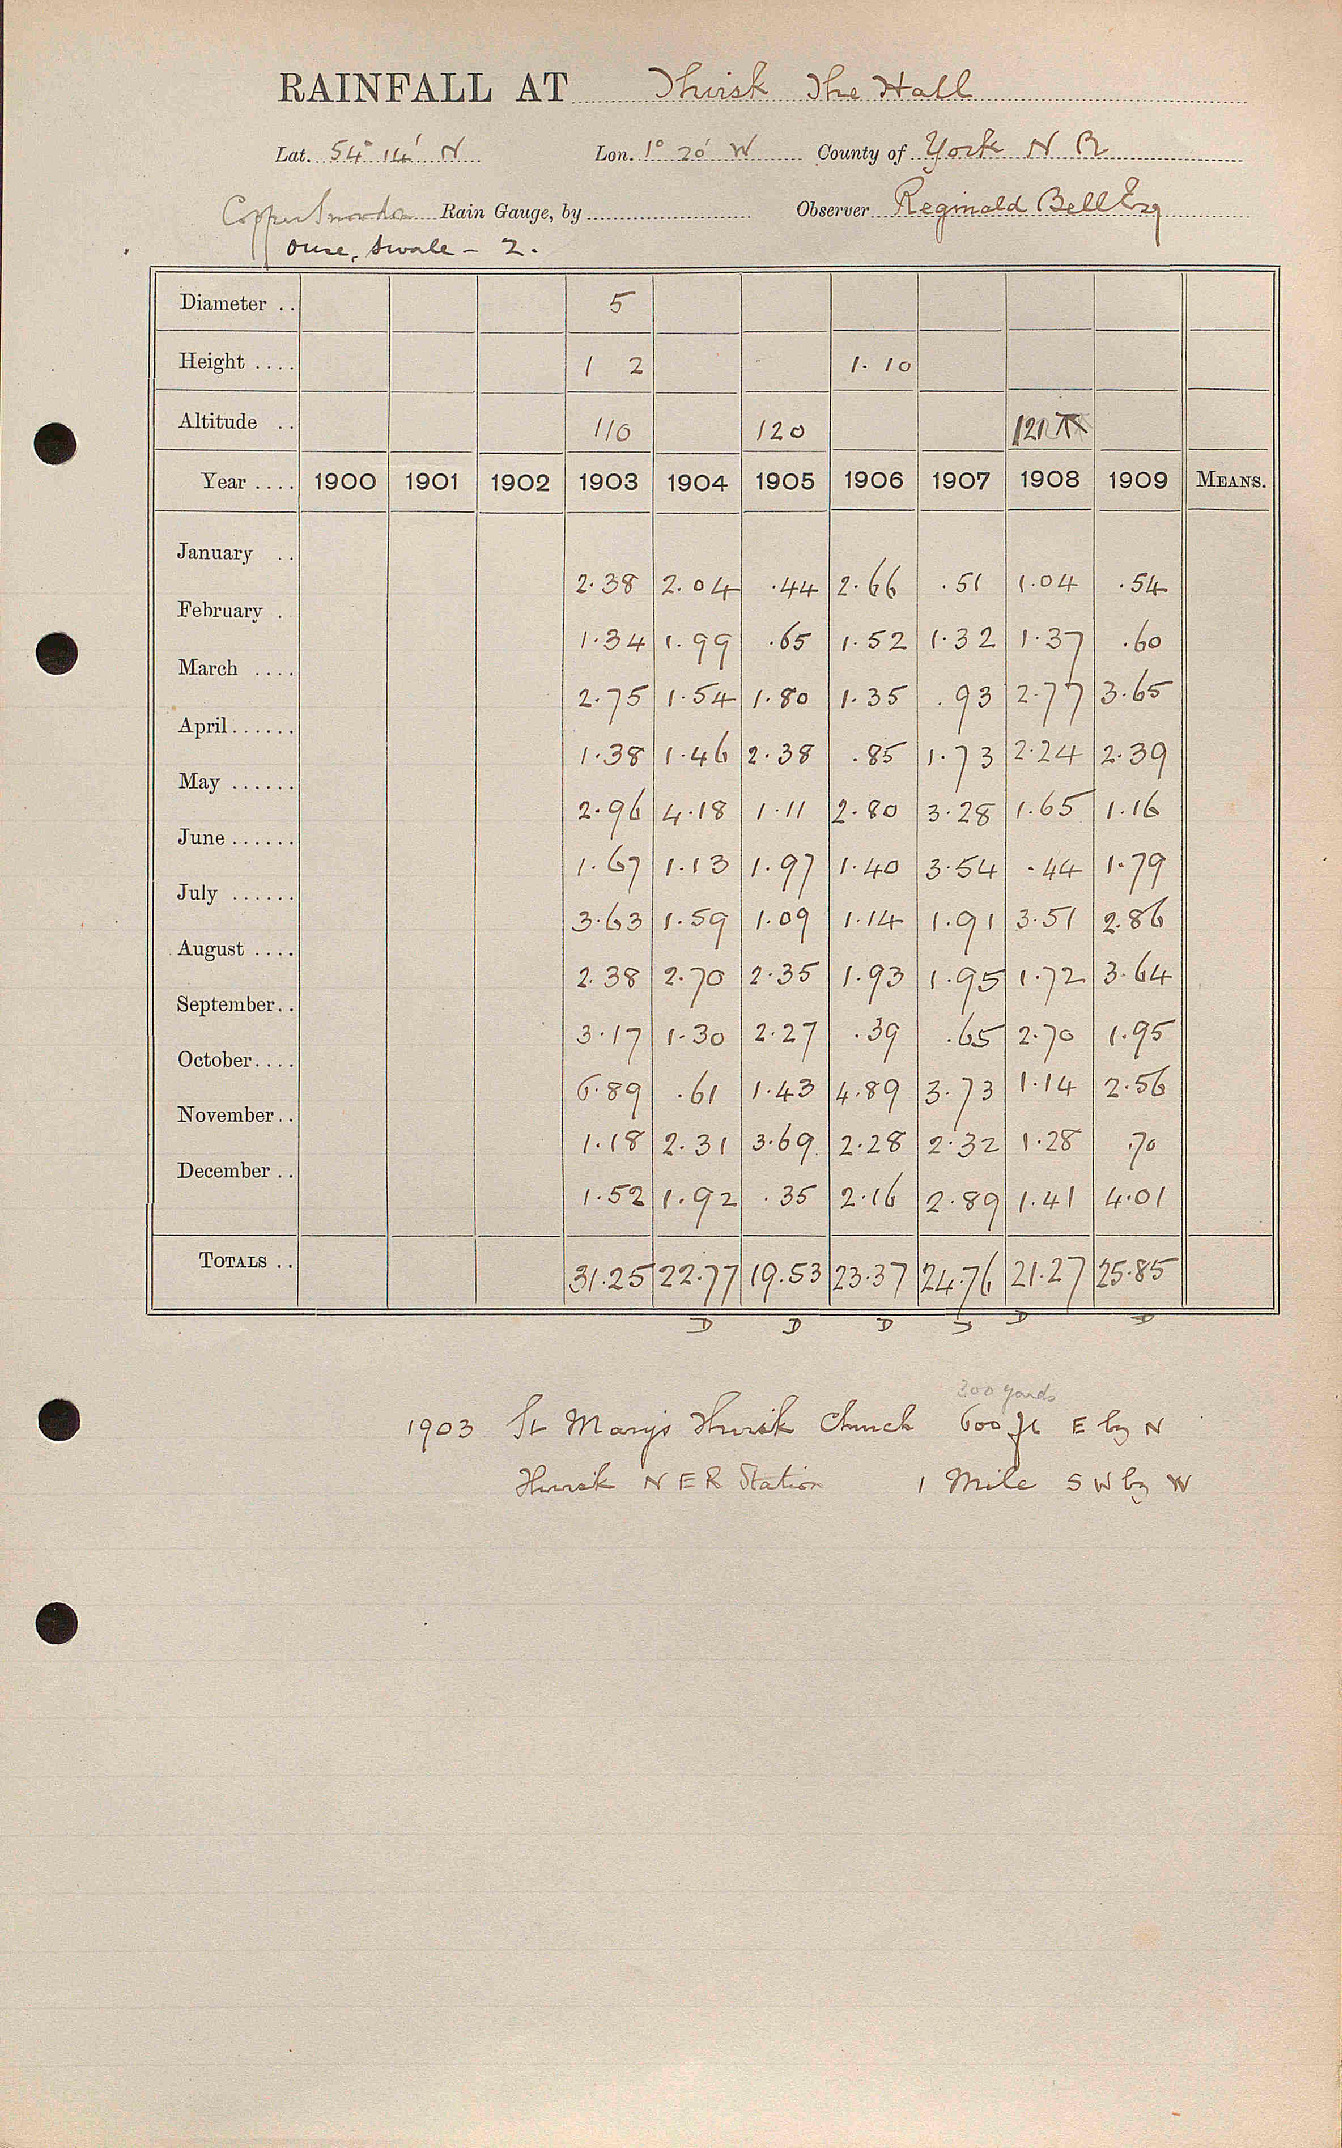 RAINFALL AT Thirsk The Hall
Lat. 54° 14' N Lon. 1° 20' W County of York N R
Copper Snowdon Rain Gauge, by Observer Reginald Bell Esq
Ouse, Swale - 2.
Diameter .. 5
Height .... 1 2 1. 10
Altitude .. 110 120 121
Year .... 1900 1901 1902 1903 1904 1905 1906 1907 1908 1909 MEANS.
January .. 2.38 2.04 .44 2.66 .51 1.04 .54
February . 1.34 1.99 .65 1.52 1.32 1.37 .60
March .... 2.75 1.54 1.80 1.35 .93 2.77 3.65
April...... 1.38 1.46 2.38 .85 1.73 2.24 2.39
May ...... 2.96 4.18 1.11 2.80 3.28 1.65 1.16
June...... 1.67 1.13 1.97 1.40 3.54 .44 1.79
July ...... 3.63 1.59 1.09 1.14 1.91 3.51 2.86
August .... 2.38 2.70 2.35 1.93 1.95 1.72 3.64
September.. 3.17 1.30 2.27 .39 .65 2.70 1.95
October.... 6.89 .61 1.43 4.89 3.73 1.14 2.56
November.. 1.18 2.31 3.69 2.28 2.32 1.28 .70
December .. 1.52 1.92 .35 2.16 2.89 1.41 4.01
TOTALS .. 31.25 22.77 19.53 23.37 24.76 21.27 25.85
D D D D D D
200 yards
1903 St Marys Thirsk Church 600 ft E by N
Thirsk N E R Station 1 Mile S W by W